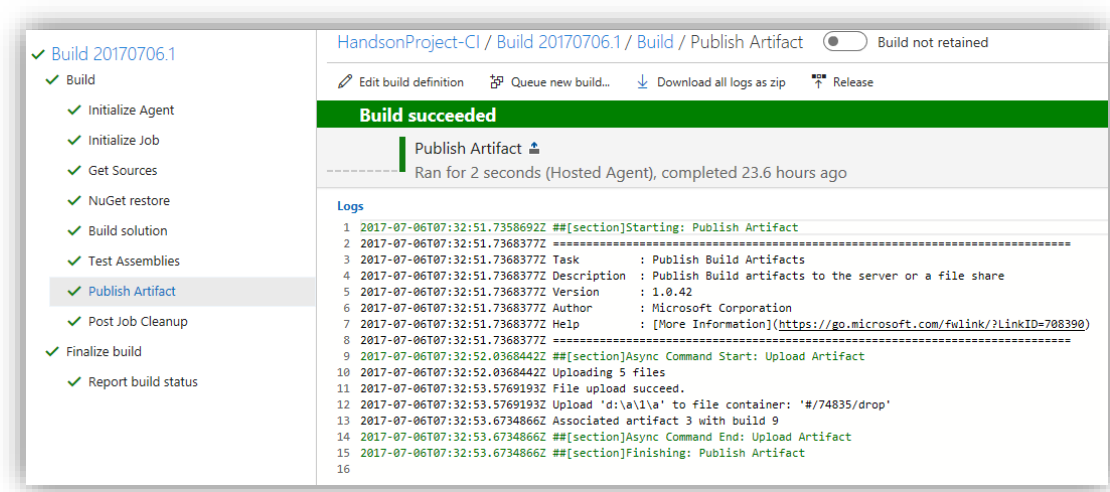 Build 20170706.1
Build
Initialize Agent
Initialize Job
Get Sources
NuGet restore
Build solution
Test Assemblies
Publish Artifact
Post Job Cleanup
Finalize build
Report build status
HandsonProject-CI / Build 20170706.1 / Build / Publish Artifact Build not retained
Edit build definition Queue new build... Download all logs as zip Release
Build succeeded
Publish Artifact
Ran for 2 seconds (Hosted Agent), completed 23.6 hours ago
Logs
1 2017-07-06T07:32:51.7358692Z ##[section]Starting: Publish Artifact
2 2017-07-06T07:32:51.7368377Z ==============================================================================
3 2017-07-06T07:32:51.7368377Z Task : Publish Build Artifacts
4 2017-07-06T07:32:51.7368377Z Description : Publish Build artifacts to the server or a file share
5 2017-07-06T07:32:51.7368377Z Version : 1.0.42
6 2017-07-06T07:32:51.7368377Z Author : Microsoft Corporation
7 2017-07-06T07:32:51.7368377Z Help : [More Information](https://go.microsoft.com/fwlink/?LinkID=708390)
8 2017-07-06T07:32:51.7368377Z ==============================================================================
9 2017-07-06T07:32:52.0368442Z ##[section]Async Command Start: Upload Artifact
10 2017-07-06T07:32:52.0368442Z Uploading 5 files
11 2017-07-06T07:32:53.5769193Z File upload succeed.
12 2017-07-06T07:32:53.5769193Z Upload 'd:\a\1\a' to file container: '#/74835/drop'
13 2017-07-06T07:32:53.6734866Z Associated artifact 3 with build 9
14 2017-07-06T07:32:53.6734866Z ##[section]Async Command End: Upload Artifact
15 2017-07-06T07:32:53.6734866Z ##[section]Finishing: Publish Artifact
16